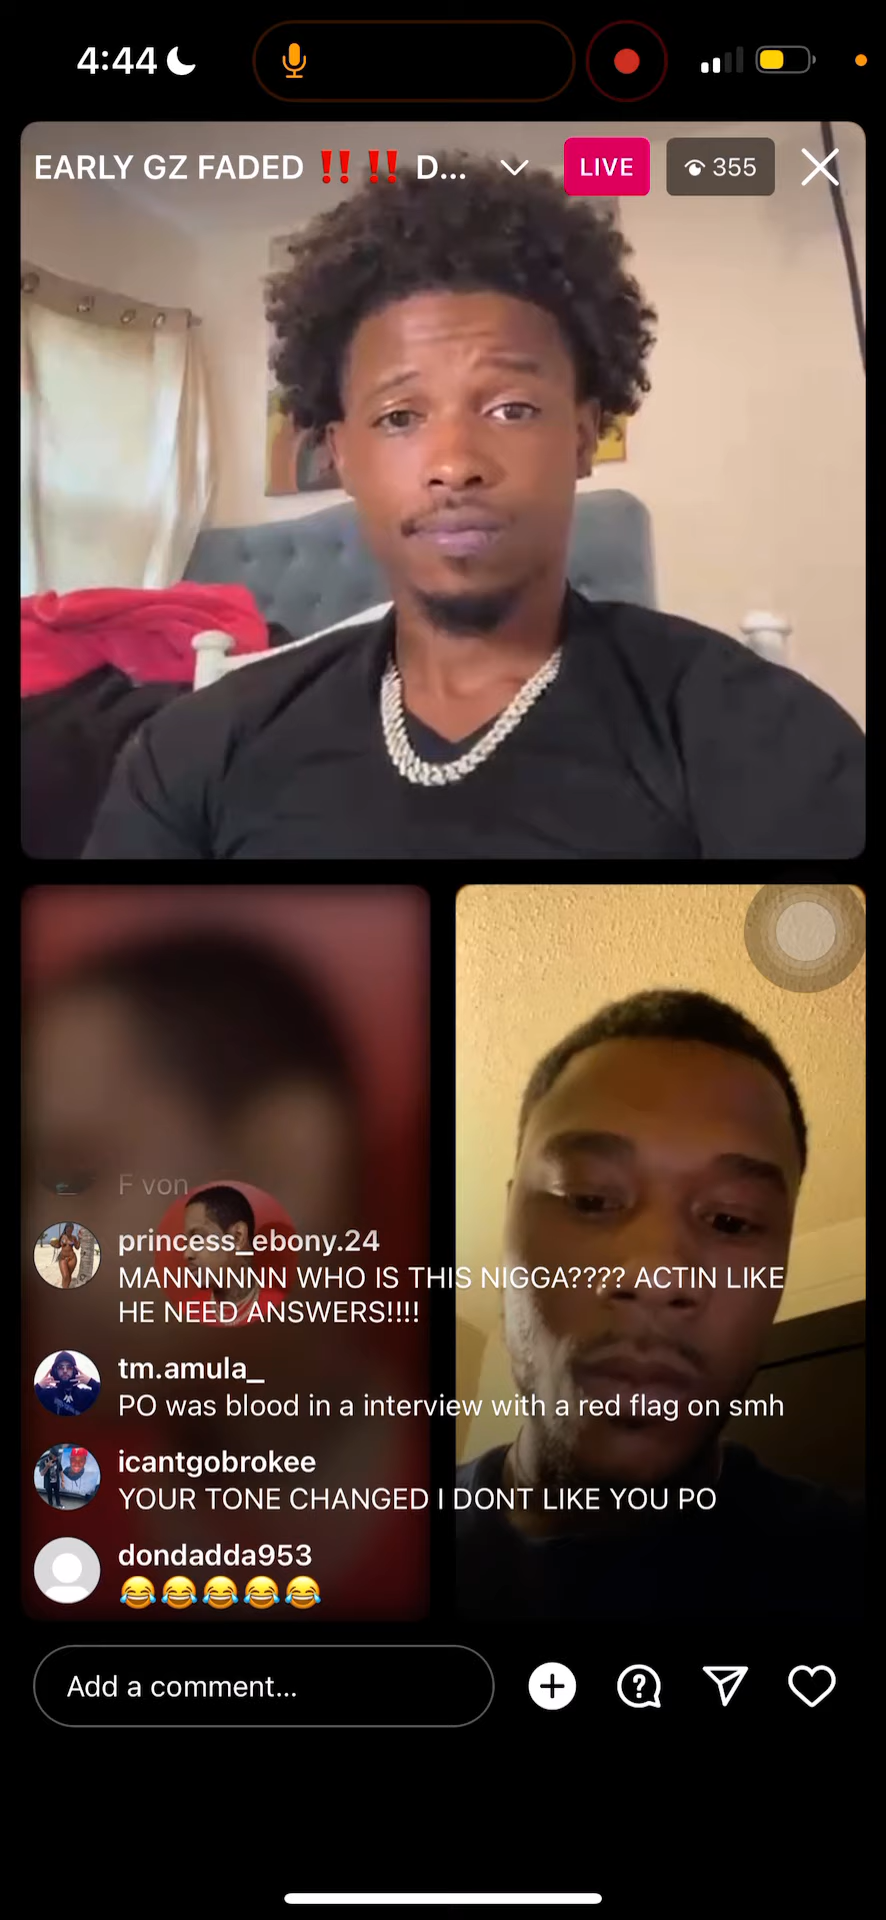 4:44
EARLY GZ FADED ‼️ ‼️ D...
LIVE
355
F von
princess_ebony.24
MANNNNNN WHO IS THIS NIGGA???? ACTIN LIKE
HE NEED ANSWERS!!!!
tm.amula_
PO was blood in a interview with a red flag on smh
icantgobrokee
YOUR TONE CHANGED I DONT LIKE YOU PO
dondadda953
😂😂😂😂😂
Add a comment...